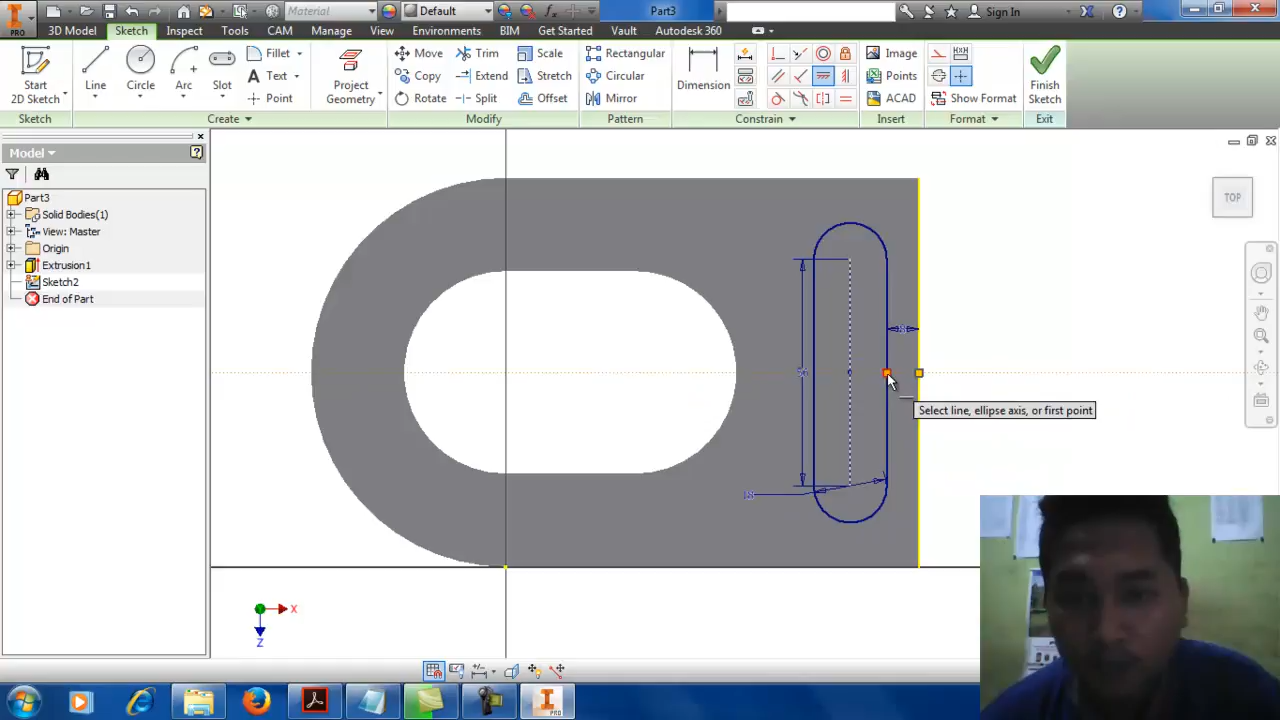 Material
Default
Part3
Sign In
PRO
3D Model
Sketch
Inspect
Tools
CAM
Manage
View
Environments
BIM
Get Started
Vault
Autodesk 360
Start
2D Sketch
Line
Circle
Arc
Slot
Fillet
Text
Point
Project
Geometry
Move
Copy
Rotate
Trim
Extend
Split
Scale
Stretch
Offset
Rectangular
Circular
Mirror
Dimension
Image
Points
ACAD
Show Format
Finish
Sketch
Sketch
Create
Modify
Pattern
Constrain
Insert
Format
Exit
Model
Part3
Solid Bodies(1)
View: Master
Origin
Extrusion1
Sketch2
End of Part
TOP
Select line, ellipse axis, or first point
X
Z
PRO